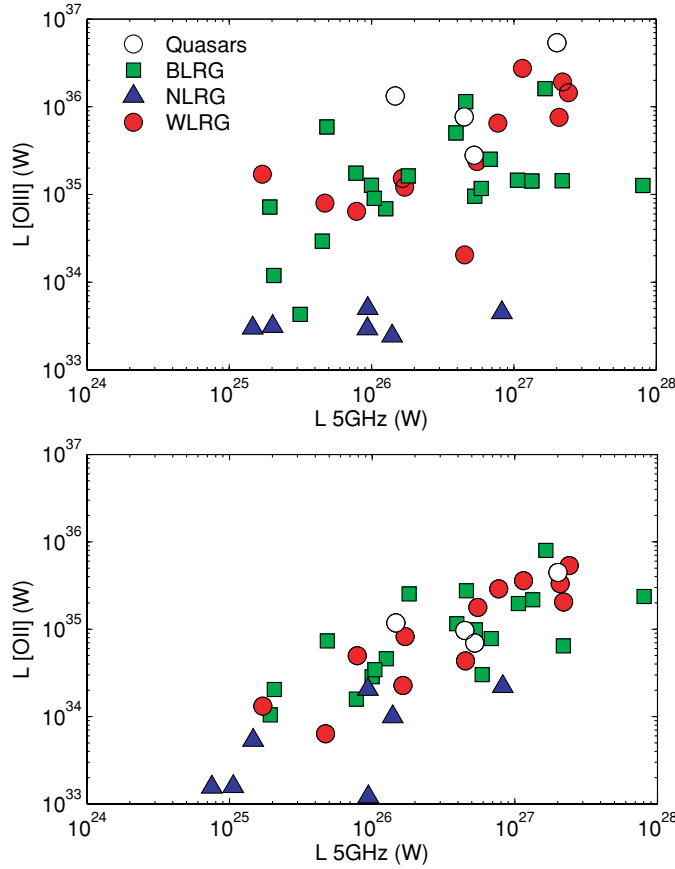 10^37
10^36
10^35
10^34
10^33
L [OIII] (W)
Quasars
BLRG
NLRG
WLRG
10^24 10^25 10^26 10^27 10^28
L 5GHz (W)
10^37
10^36
10^35
10^34
10^33
L [OII] (W)
10^24 10^25 10^26 10^27 10^28
L 5GHz (W)